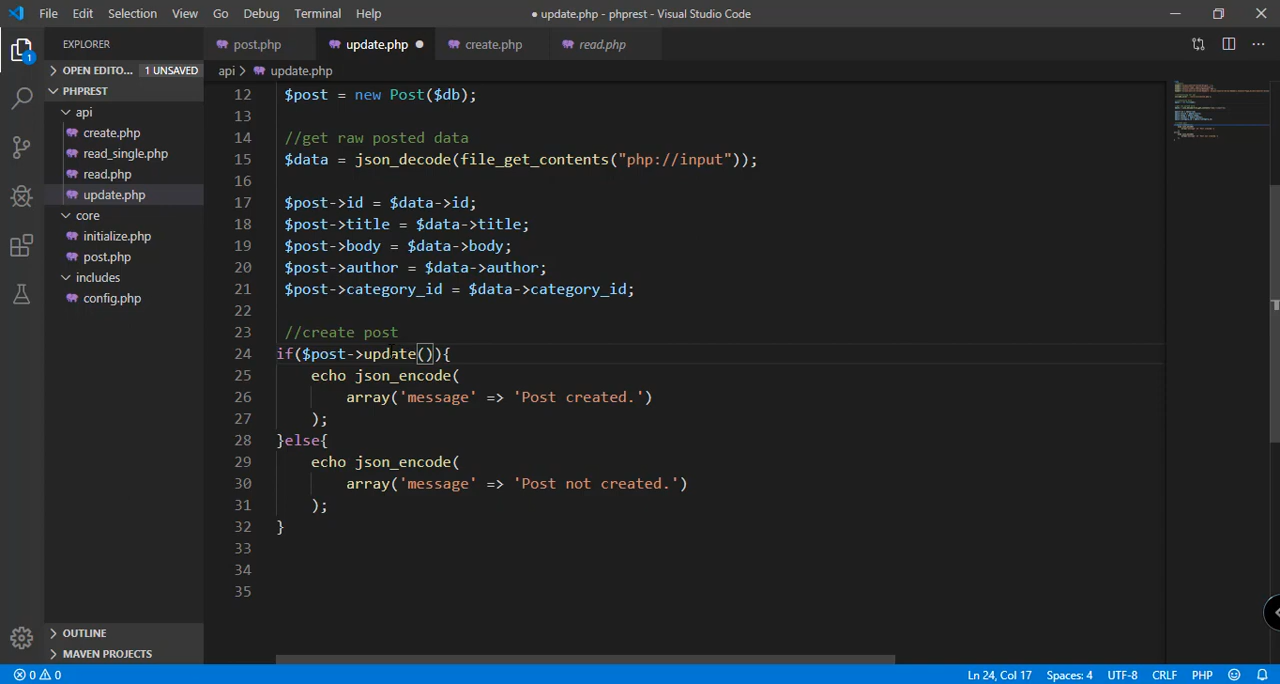 File Edit Selection View Go Debug Terminal Help ● update.php - phprest - Visual Studio Code
EXPLORER post.php update.php create.php read.php
OPEN EDITO... 1 UNSAVED api > update.php
PHPREST
api
create.php
read_single.php
read.php
update.php
core
initialize.php
post.php
includes
config.php
12 $post = new Post($db);
13
14 //get raw posted data
15 $data = json_decode(file_get_contents("php://input"));
16
17 $post->id = $data->id;
18 $post->title = $data->title;
19 $post->body = $data->body;
20 $post->author = $data->author;
21 $post->category_id = $data->category_id;
22
23 //create post
24 if($post->update()){
25 echo json_encode(
26 array('message' => 'Post created.')
27 );
28 }else{
29 echo json_encode(
30 array('message' => 'Post not created.')
31 );
32 }
33
34
35
OUTLINE
MAVEN PROJECTS
0 0 Ln 24, Col 17 Spaces: 4 UTF-8 CRLF PHP